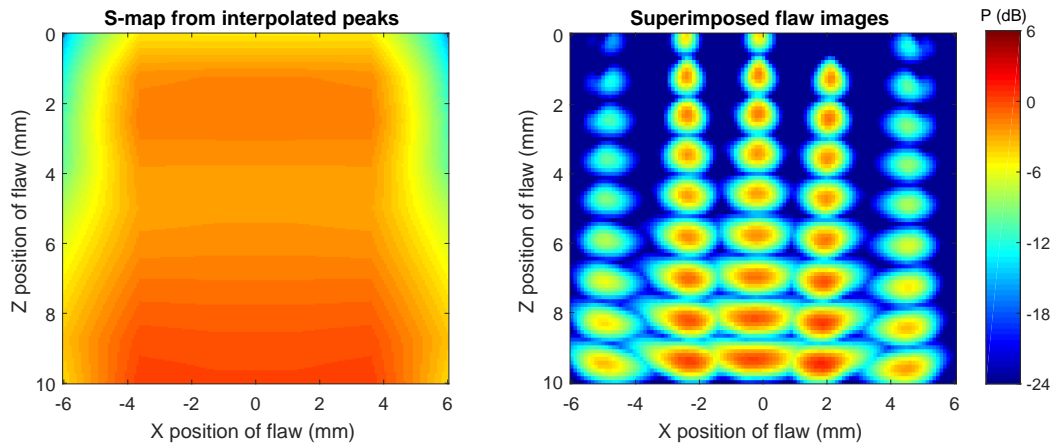 S-map from interpolated peaks
0
2
4
6
8
10
Z position of flaw (mm)
-6 -4 -2 0 2 4 6
X position of flaw (mm)
Superimposed flaw images
0
2
4
6
8
10
Z position of flaw (mm)
-6 -4 -2 0 2 4 6
X position of flaw (mm)
P (dB)
6
0
-6
-12
-18
-24